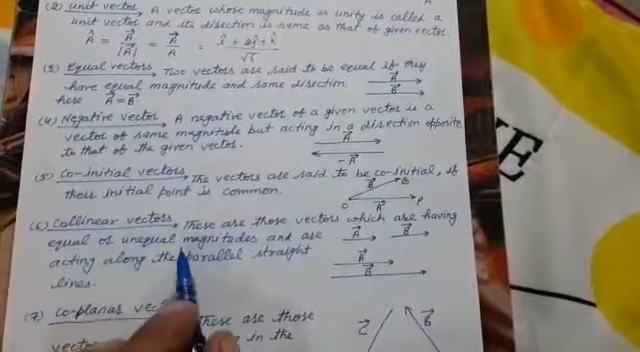 (2) unit vector → A vector whose magnitude is unity is called a
unit vector and its direction is same as that of given vector.
Â = A⃗/|A⃗| = A⃗/A = î + 2ĵ + k̂/√6
(3) Equal vectors → Two vectors are said to be equal if they
have equal magnitude and same direction.
A⃗
here A⃗ = B⃗
B⃗
(4) Negative vector → A negative vector of a given vector is a
vector of same magnitude but acting in a direction opposite
to that of the given vector.
A⃗
-A⃗
(5) Co-initial vectors → The vectors are said to be co-initial, if
their initial point is common.
B⃗
O A⃗ P
(6) Collinear vectors → These are those vectors which are having
equal or unequal magnitudes and are
A⃗ B⃗
acting along the parallel straight
lines.
A⃗
B⃗
(7) Co-planar These are those
in the
C⃗ B⃗